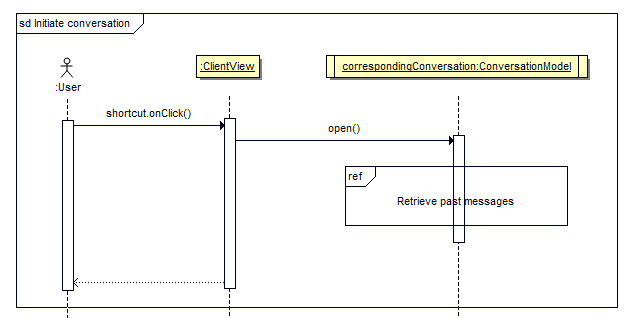 sd Initiate conversation
:User
:ClientView
correspondingConversation:ConversationModel
shortcut.onClick()
open()
ref
Retrieve past messages